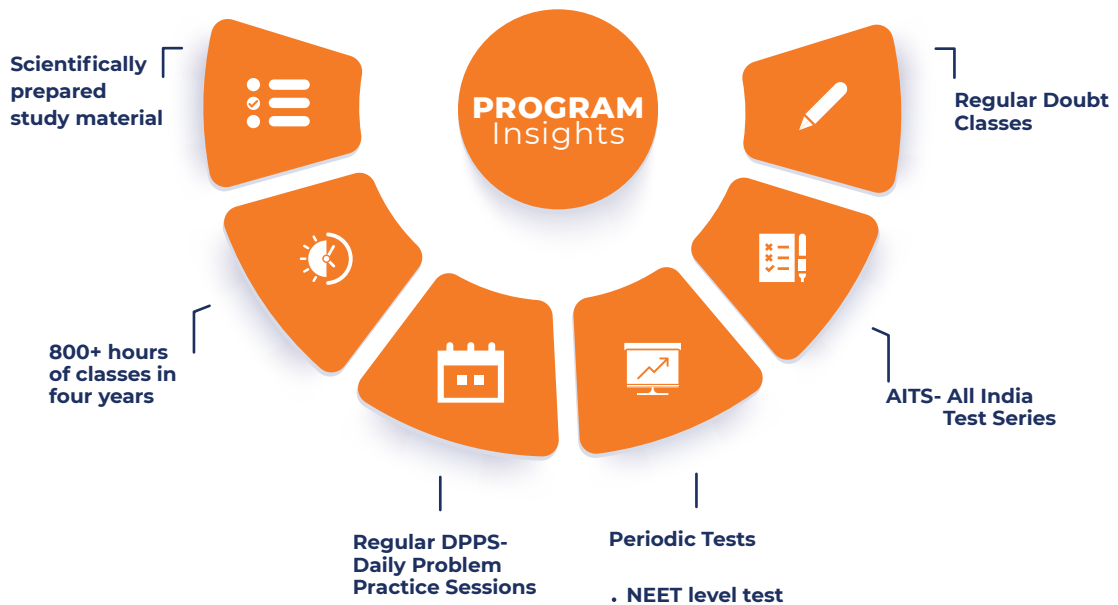 PROGRAM
Insights
Scientifically
prepared
study material
800+ hours
of classes in
four years
Regular DPPS-
Daily Problem
Practice Sessions
Periodic Tests
. NEET level test
AITS- All India
Test Series
Regular Doubt
Classes